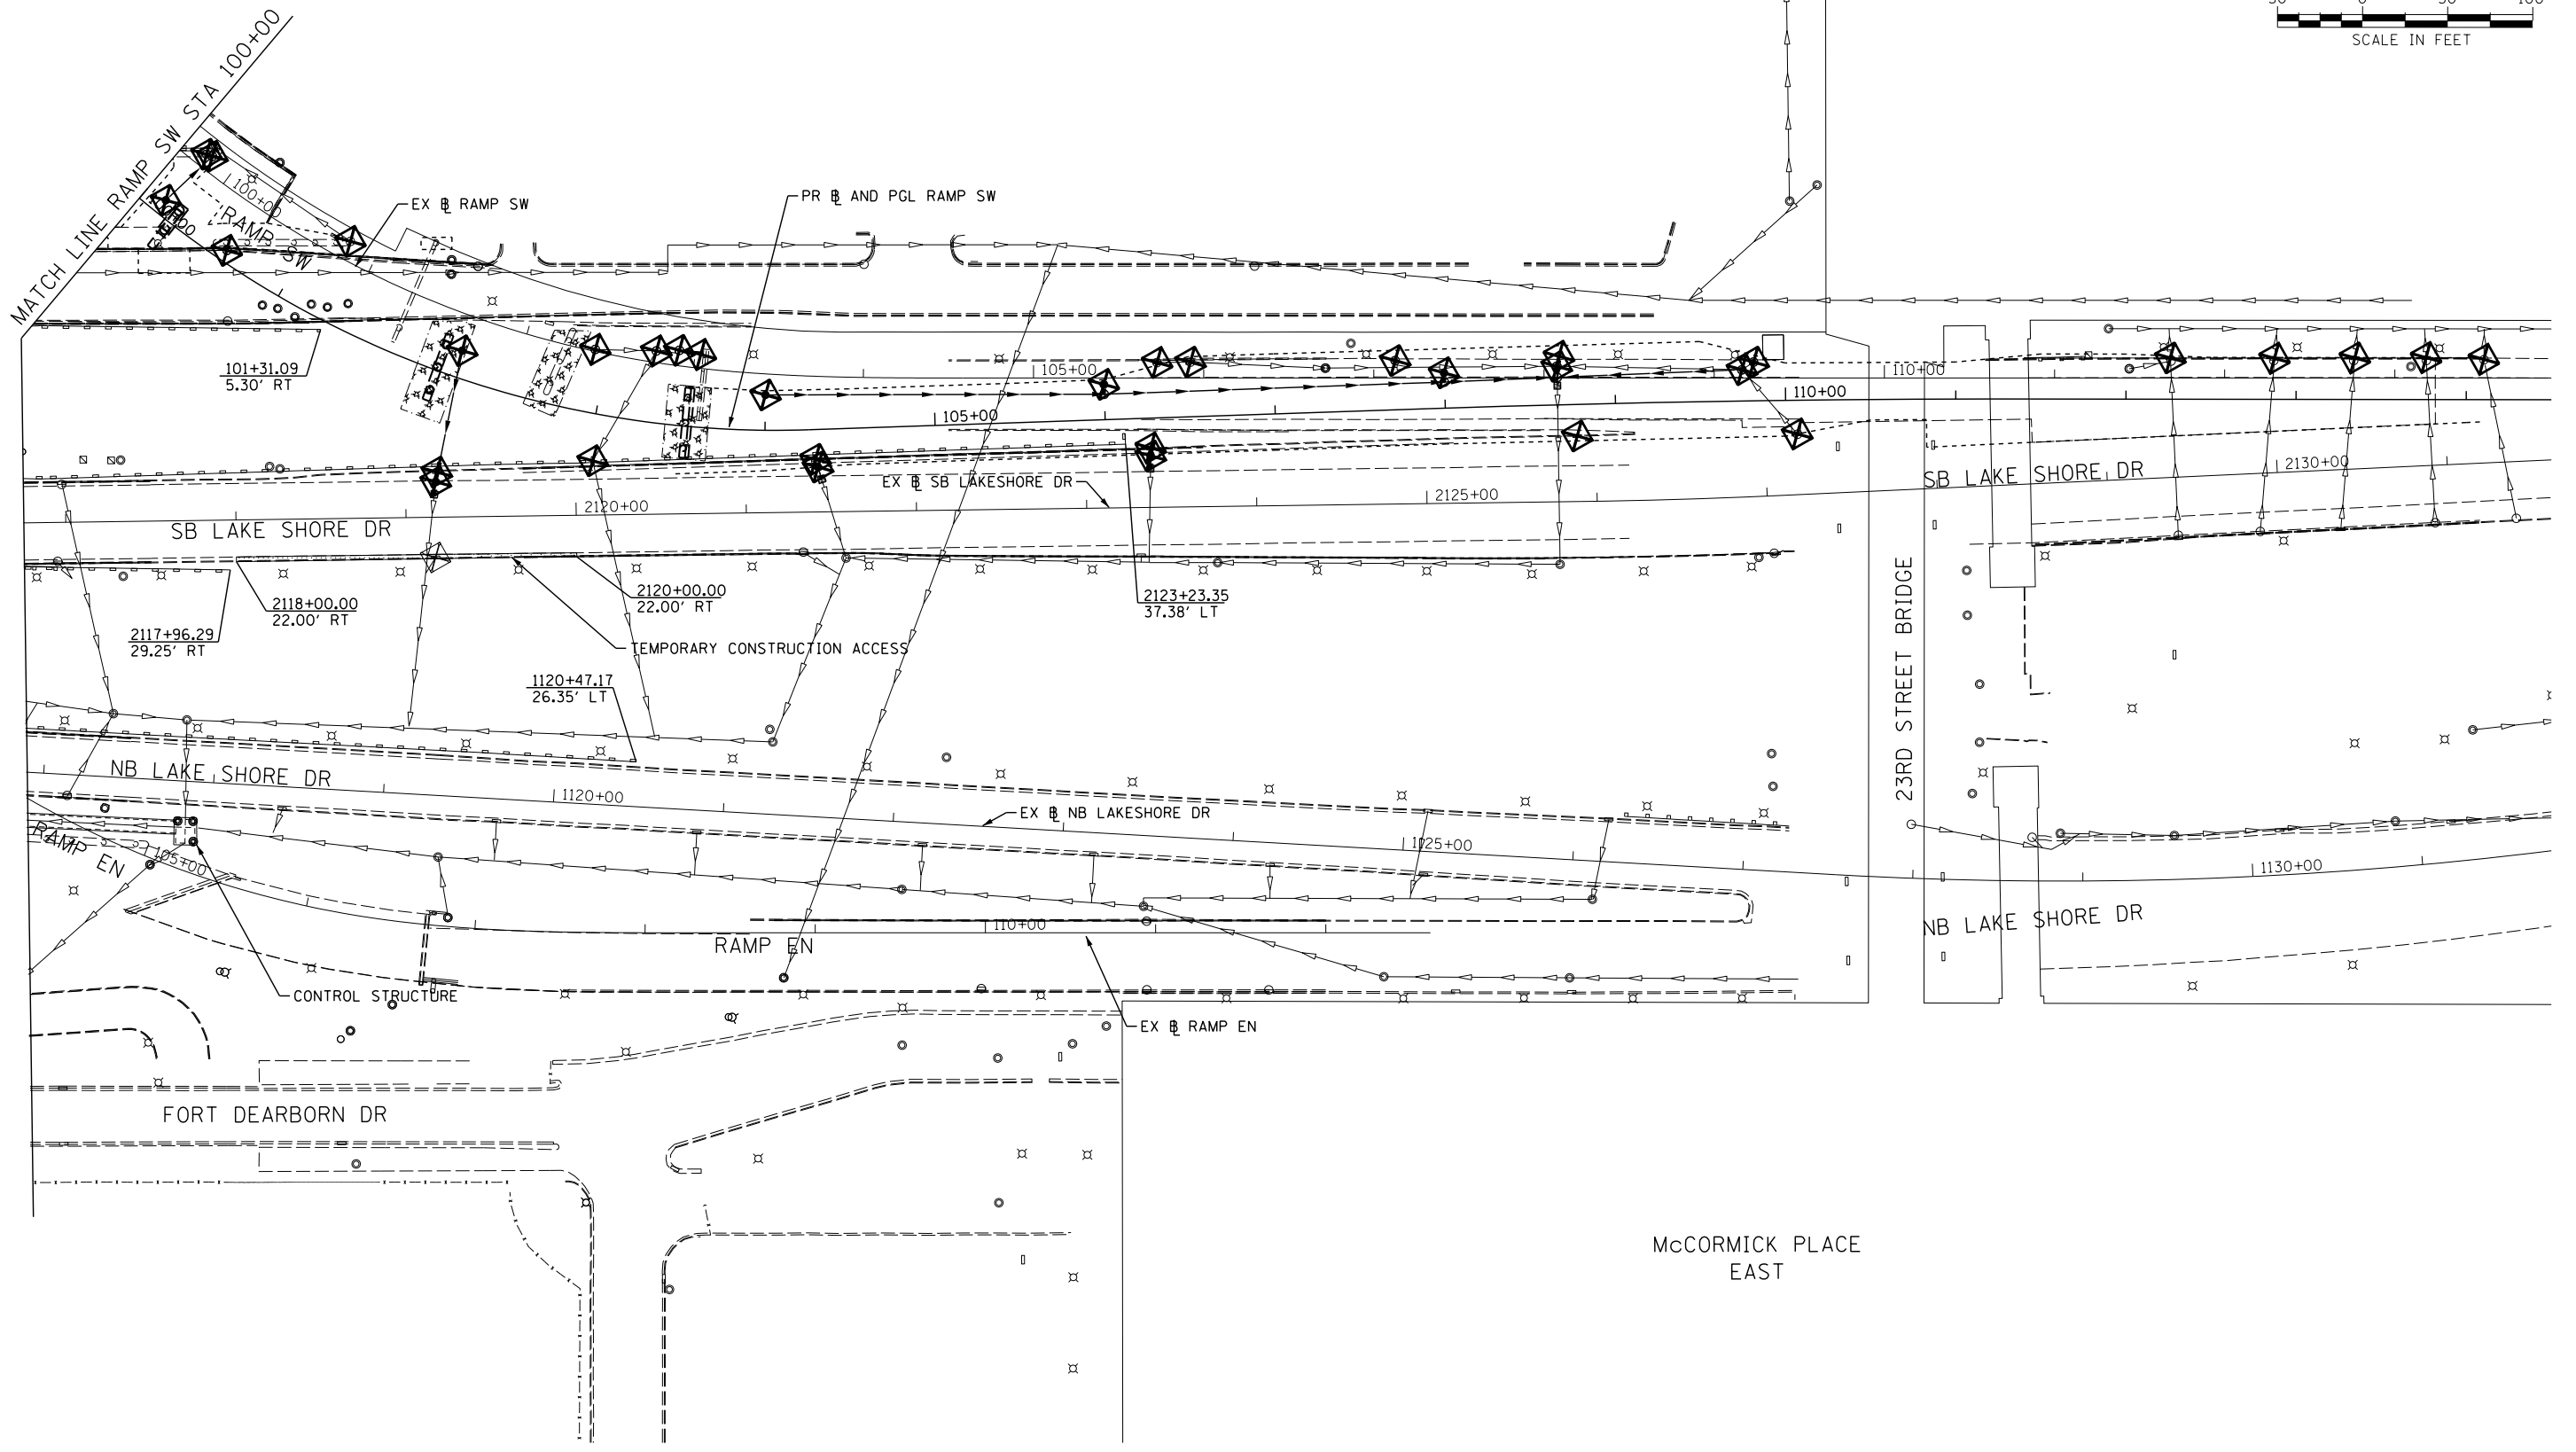 50 0 50 100
SCALE IN FEET
MATCH LINE RAMP SW STA 100+00
100+00
RAMP SW
EX ℄ RAMP SW
PR ℄ AND PGL RAMP SW
101+31.09
5.30' RT
105+00
105+00
110+00
110+00
EX ℄ SB LAKESHORE DR
2120+00
2125+00
2130+00
SB LAKE SHORE DR
SB LAKE SHORE DR
2118+00.00
22.00' RT
2120+00.00
22.00' RT
2123+23.35
37.38' LT
2117+96.29
29.25' RT
TEMPORARY CONSTRUCTION ACCESS
1120+47.17
26.35' LT
23RD STREET BRIDGE
NB LAKE SHORE DR
1120+00
EX ℄ NB LAKESHORE DR
1125+00
1130+00
RAMP EN
105+00
110+00
RAMP EN
NB LAKE SHORE DR
CONTROL STRUCTURE
EX ℄ RAMP EN
FORT DEARBORN DR
McCORMICK PLACE
EAST